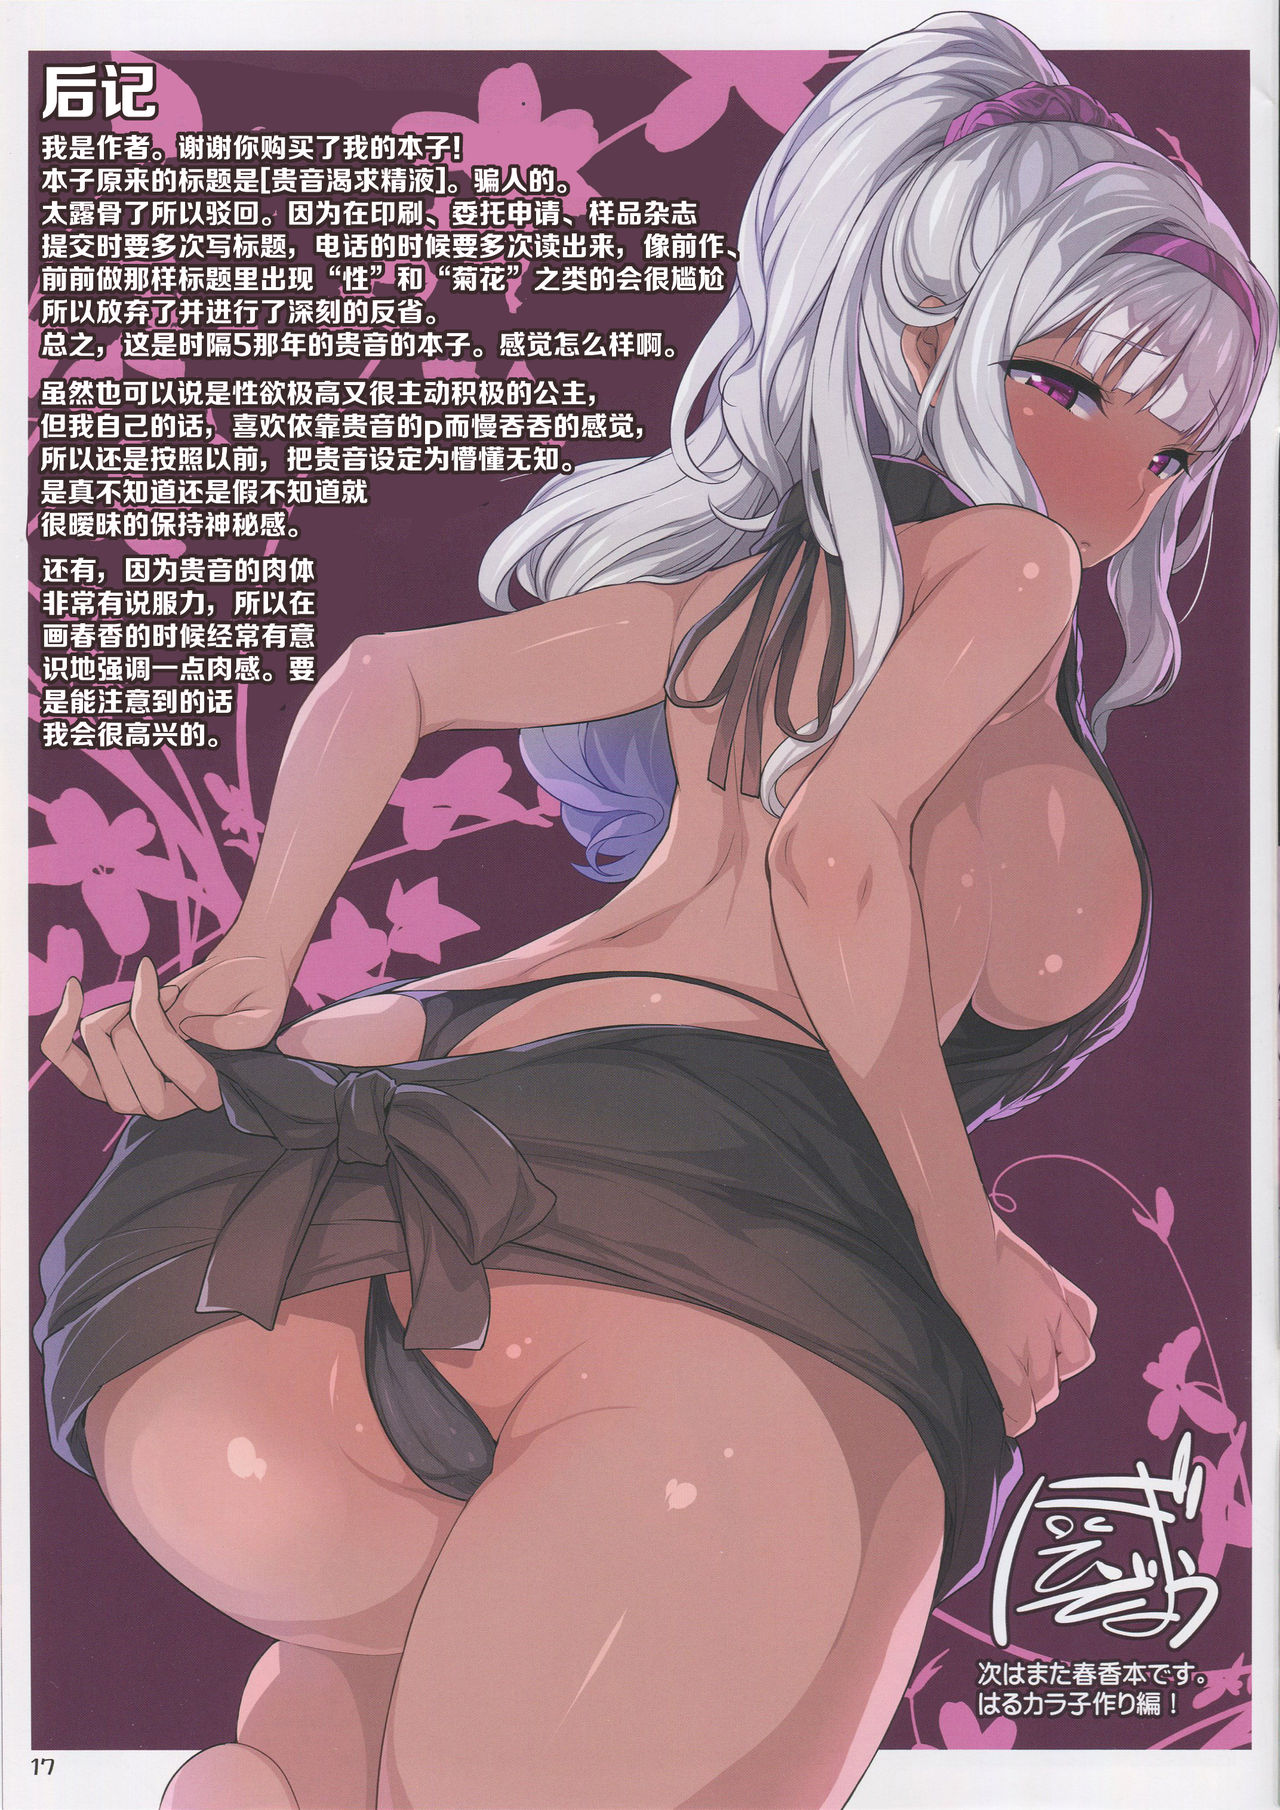 后记
我是作者。谢谢你购买了我的本子！
本子原来的标题是[贵音渴求精液]。骗人的。
太露骨了所以驳回。因为在印刷、委托申请、样品杂志
提交时要多次写标题，电话的时候要多次读出来，像前作、
前前做那样标题里出现“性”和“菊花”之类的会很尴尬
所以放弃了并进行了深刻的反省。
总之，这是时隔5那年的贵音的本子。感觉怎么样啊。
虽然也可以说是性欲极高又很主动积极的公主，
但我自己的话，喜欢依靠贵音的p而慢吞吞的感觉，
所以还是按照以前，把贵音设定为懵懂无知。
是真不知道还是假不知道就
很暧昧的保持神秘感。
还有，因为贵音的肉体
非常有说服力，所以在
画春香的时候经常有意
识地强调一点肉感。要
是能注意到的话
我会很高兴的。
次はまた春香本です。
はるカラ子作り編！
17